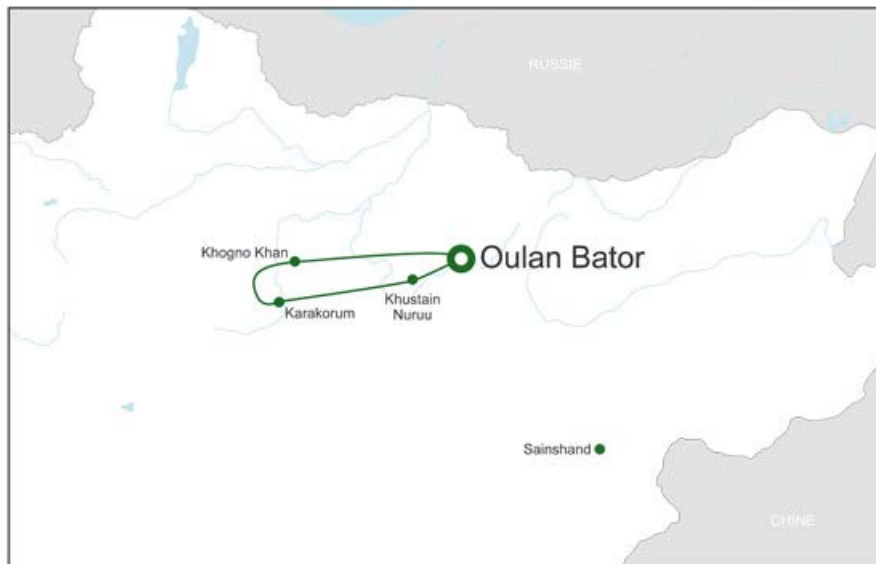 RUSSIE
Khogno Khan
Oulan Bator
Karakorum
Khustain
Nuruu
Sainshand
CHINE